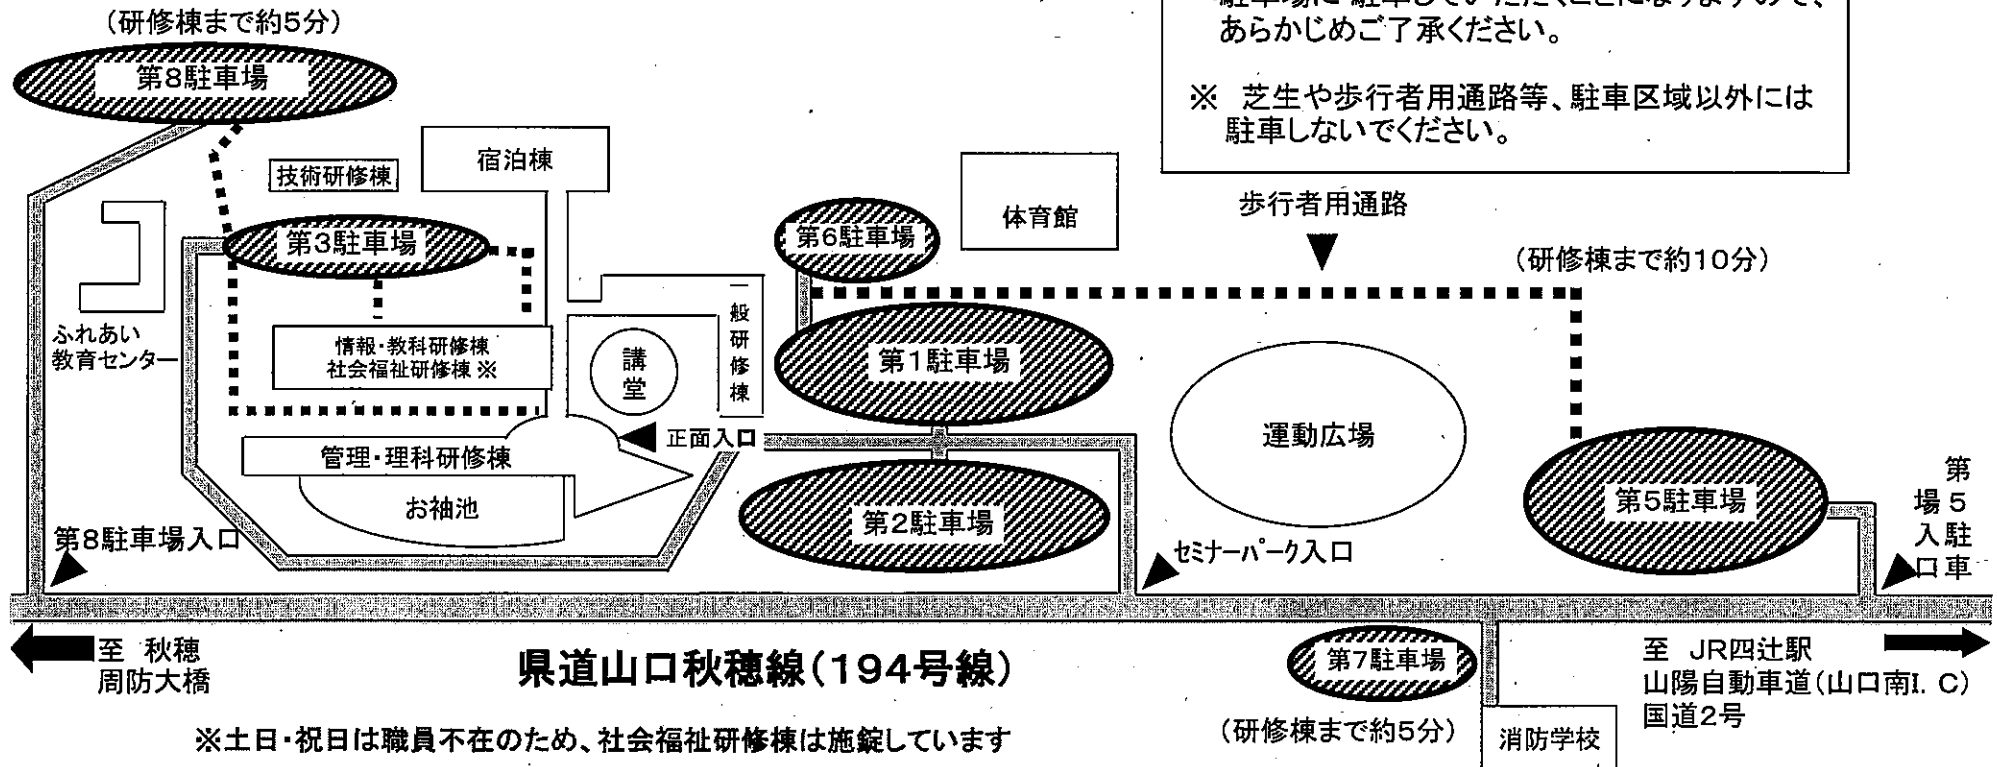 あらかじめご了承ください。
※ 芝生や歩行者用通路等、駐車区域以外には
駐車しないでください。
(研修棟まで約5分)
第8駐車場
技術研修棟
宿泊棟
第3駐車場
ふれあい
教育センター
情報・教科研修棟
社会福祉研修棟 ※
講堂
一般研修棟
正面入口
管理・理科研修棟
お袖池
第8駐車場入口
第6駐車場
体育館
歩行者用通路
(研修棟まで約10分)
第1駐車場
第2駐車場
運動広場
セミナーパーク入口
第5駐車場
第5駐車
場入口
至 秋穂
周防大橋
県道山口秋穂線(194号線)
第7駐車場
(研修棟まで約5分)
消防学校
至 JR四辻駅
山陽自動車道(山口南I. C)
国道2号
※土日・祝日は職員不在のため、社会福祉研修棟は施錠しています